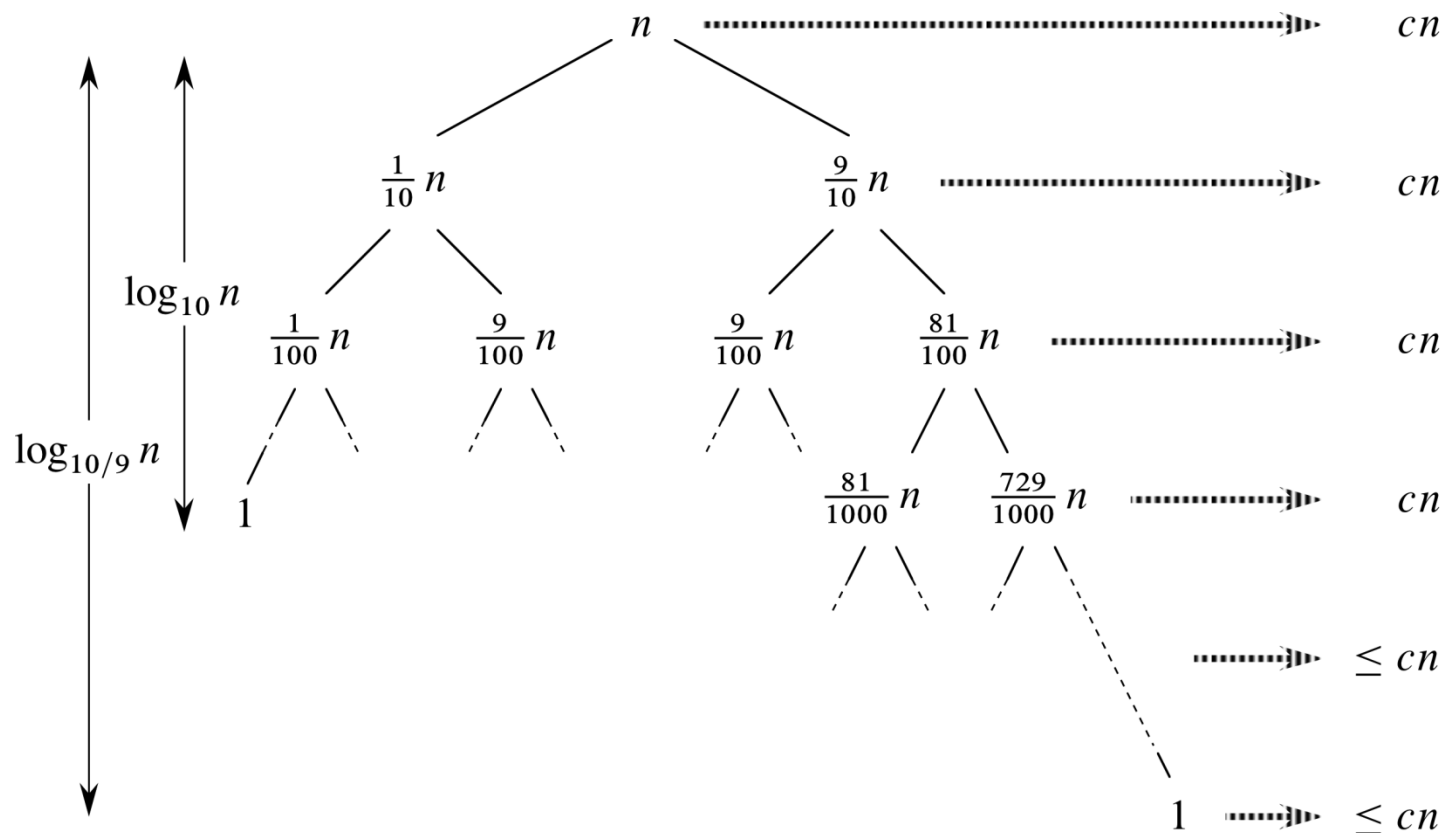 n cn
1/10 n 9/10 n cn
log₁₀ n
1/100 n 9/100 n 9/100 n 81/100 n cn
log₁₀/₉ n
1 81/1000 n 729/1000 n cn
≤ cn
1 ≤ cn